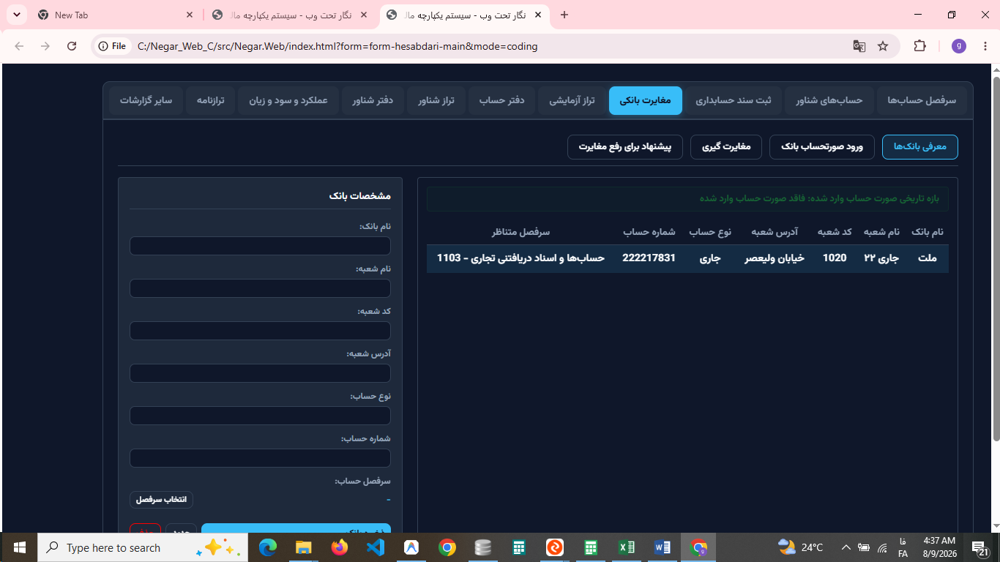 New Tab
نگار تحت وب - سیستم یکپارچه مال
نگار تحت وب - سیستم یکپارچه مال
File
C:/Negar_Web_C/src/Negar.Web/index.html?form=form-hesabdari-main&mode=coding
g
سرفصل حساب‌ها
حساب‌های شناور
ثبت سند حسابداری
مغایرت بانکی
تراز آزمایشی
دفتر حساب
تراز شناور
دفتر شناور
عملکرد و سود و زیان
ترازنامه
سایر گزارشات
معرفی بانک‌ها
ورود صورتحساب بانک
مغایرت گیری
پیشنهاد برای رفع مغایرت
بازه تاریخی صورت حساب وارد شده: فاقد صورت حساب وارد شده
نام بانک نام شعبه کد شعبه آدرس شعبه نوع حساب شماره حساب سرفصل متناظر
ملت جاری ۲۲ 1020 خیابان ولیعصر جاری 222217831 حساب‌ها و اسناد دریافتنی تجاری - 1103
مشخصات بانک
نام بانک:
نام شعبه:
کد شعبه:
آدرس شعبه:
نوع حساب:
شماره حساب:
سرفصل حساب:
-
انتخاب سرفصل
ذخیره بانک
جدید
حذف
Type here to search
24°C
فا
FA
4:37 AM
8/9/2026
21